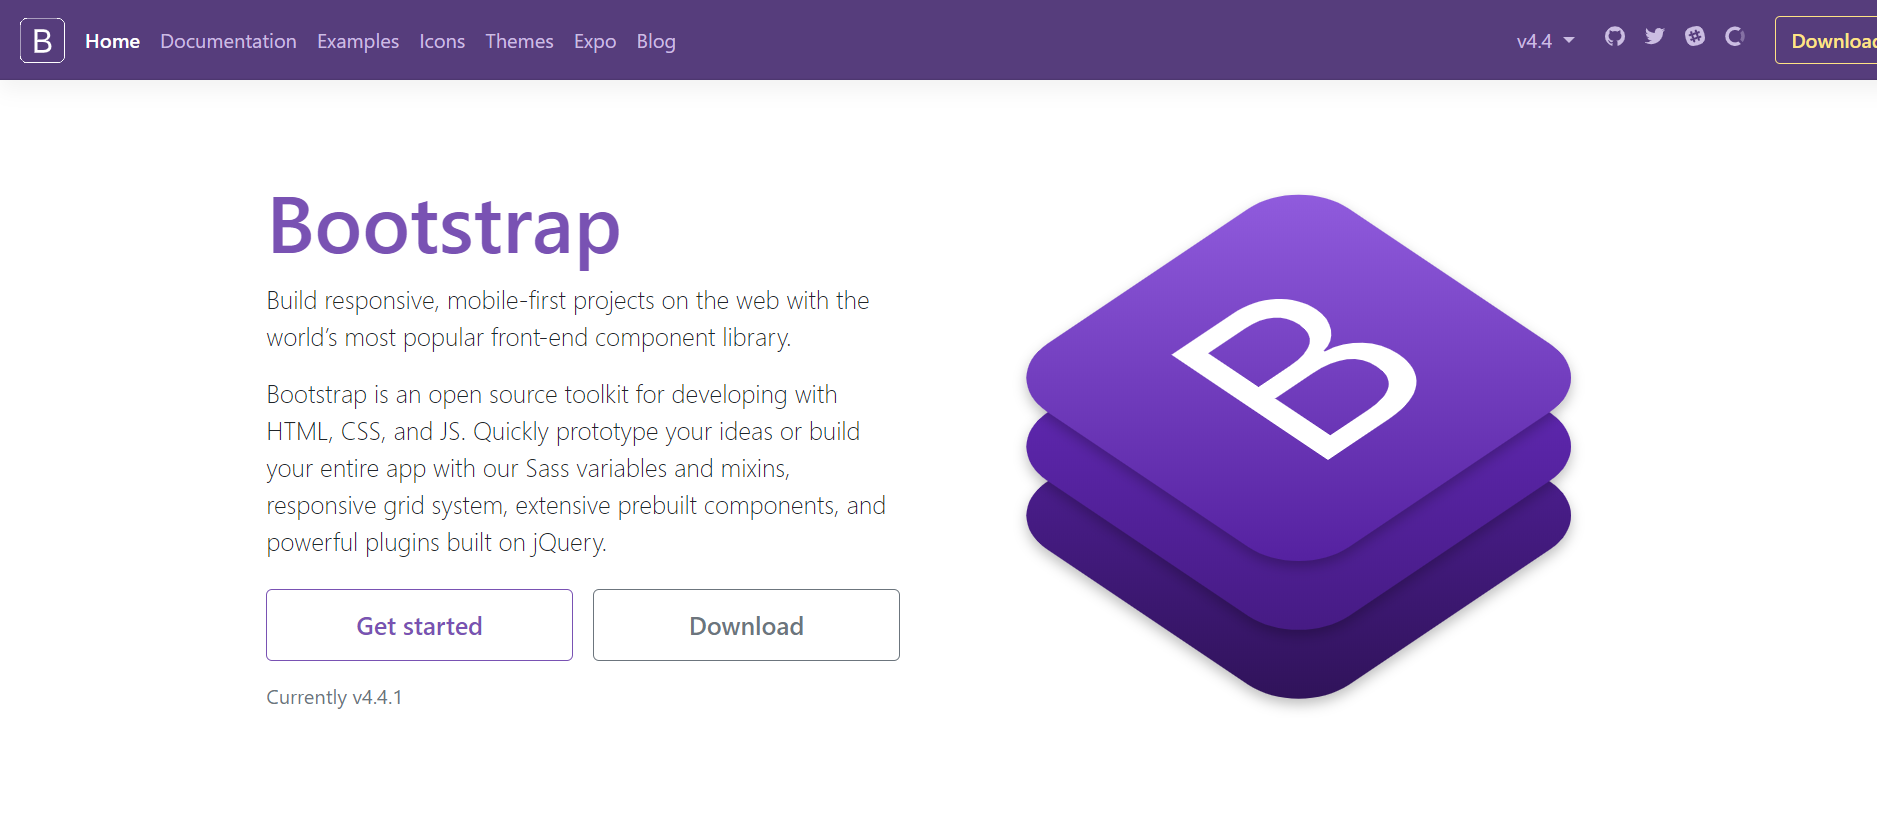 B Home Documentation Examples Icons Themes Expo Blog v4.4 Download
Bootstrap
Build responsive, mobile-first projects on the web with the
world’s most popular front-end component library.
Bootstrap is an open source toolkit for developing with
HTML, CSS, and JS. Quickly prototype your ideas or build
your entire app with our Sass variables and mixins,
responsive grid system, extensive prebuilt components, and
powerful plugins built on jQuery.
Get started Download
Currently v4.4.1
B